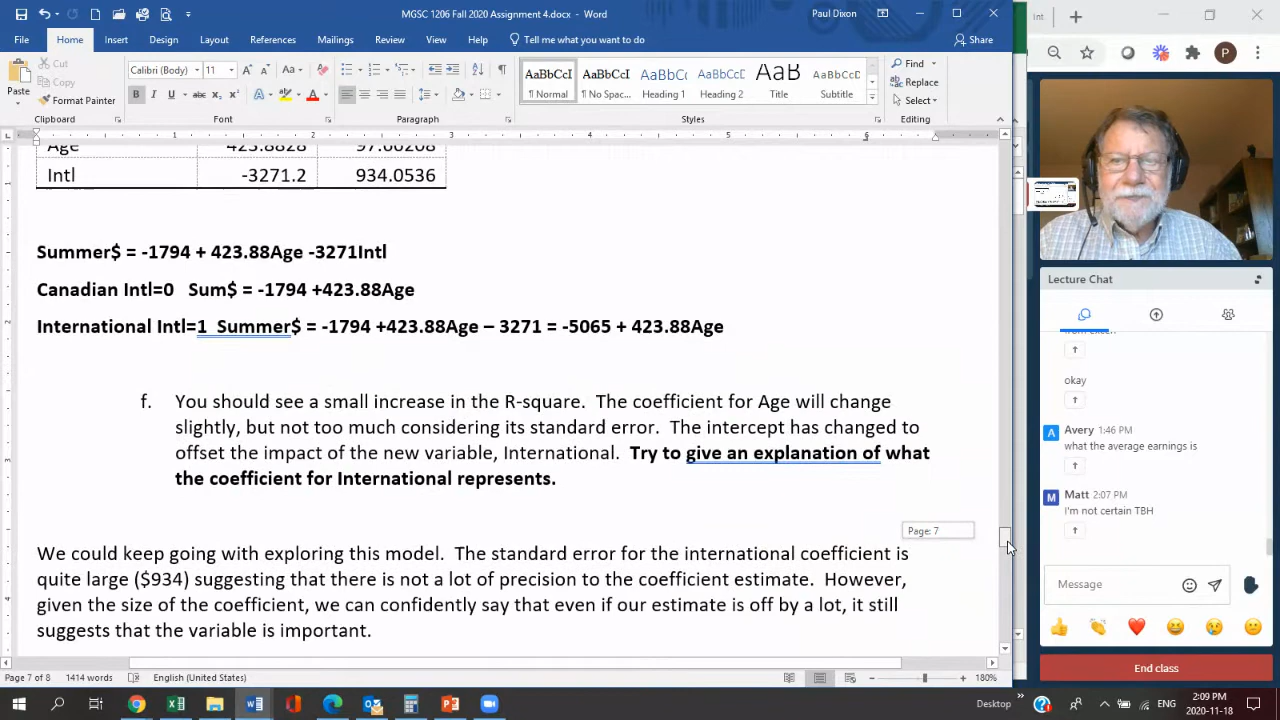 MGSC 1206 Fall 2020 Assignment 4.docx - Word
Paul Dixon
File Home Insert Design Layout References Mailings Review View Help Tell me what you want to do Share
Paste
Cut
Copy
Format Painter
Clipboard
Calibri (Body) 11
Font
Paragraph
AaBbCcI AaBbCcI AaBbC AaBbCcI AaB AaBbCcI
¶ Normal ¶ No Spac... Heading 1 Heading 2 Title Subtitle
Styles
Find
Replace
Select
Editing
Age 423.8828 97.60208
Intl -3271.2 934.0536
Summer$ = -1794 + 423.88Age -3271Intl
Canadian Intl=0 Sum$ = -1794 +423.88Age
International Intl=1 Summer$ = -1794 +423.88Age – 3271 = -5065 + 423.88Age
f. You should see a small increase in the R-square. The coefficient for Age will change
slightly, but not too much considering its standard error. The intercept has changed to
offset the impact of the new variable, International. Try to give an explanation of what
the coefficient for International represents.
Page: 7
We could keep going with exploring this model. The standard error for the international coefficient is
quite large ($934) suggesting that there is not a lot of precision to the coefficient estimate. However,
given the size of the coefficient, we can confidently say that even if our estimate is off by a lot, it still
suggests that the variable is important.
Page 7 of 8 1414 words English (United States) 180%
Lecture Chat
okay
A Avery 1:46 PM
what the average earnings is
M Matt 2:07 PM
I'm not certain TBH
Message
End class
Desktop ENG 2:09 PM
2020-11-18